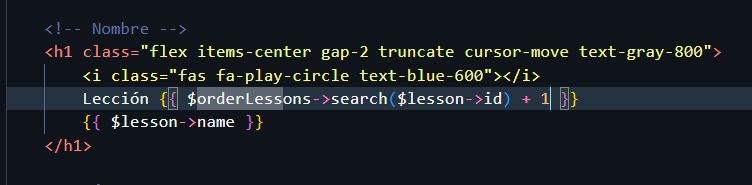 <!-- Nombre -->
<h1 class="flex items-center gap-2 truncate cursor-move text-gray-800">
<i class="fas fa-play-circle text-blue-600"></i>
Lección {{ $orderLessons->search($lesson->id) + 1 }}
{{ $lesson->name }}
</h1>